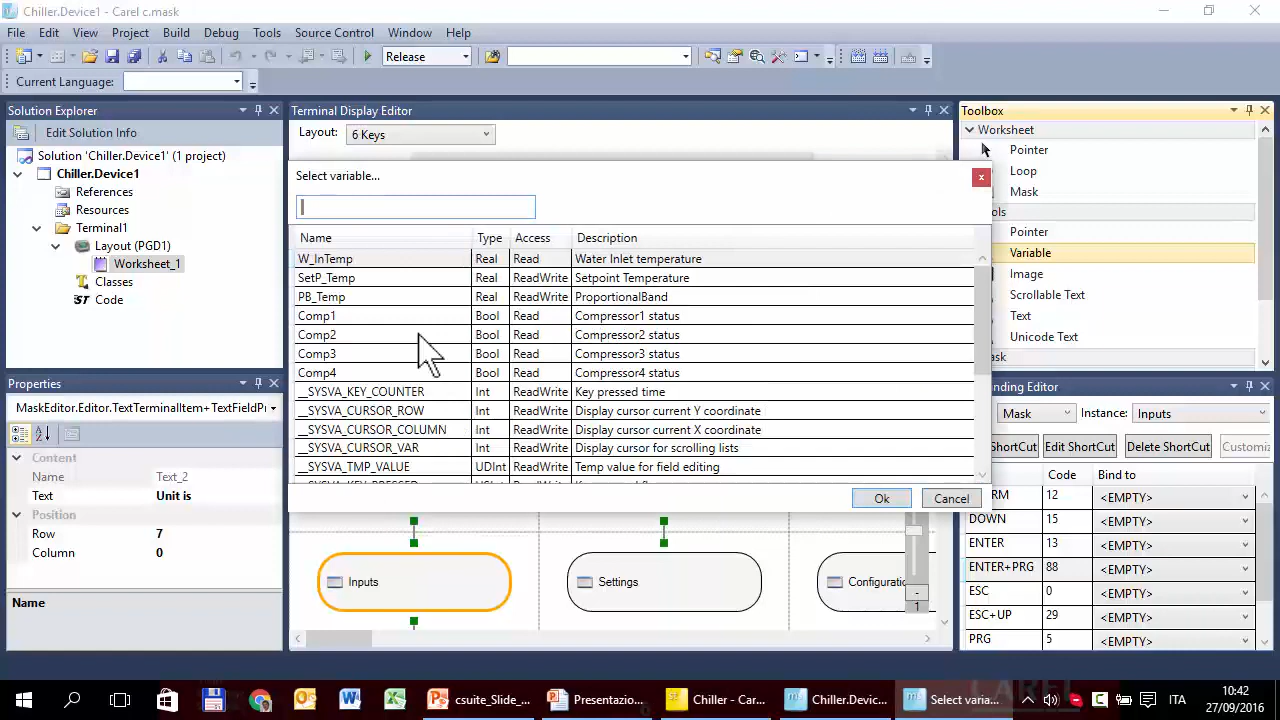 Chiller.Device1 - Carel c.mask
File Edit View Project Build Debug Tools Source Control Window Help
Release
Current Language:
Solution Explorer
Edit Solution Info
Solution 'Chiller.Device1' (1 project)
Chiller.Device1
References
Resources
Terminal1
Layout (PGD1)
Worksheet_1
Classes
ST Code
Properties
MaskEditor.Editor.TextTerminalItem+TextFieldPr
Content
Name Text_2
Text Unit is
Position
Row 7
Column 0
Name
Terminal Display Editor
Layout: 6 Keys
Select variable...
Name Type Access Description
W_InTemp Real Read Water Inlet temperature
SetP_Temp Real ReadWrite Setpoint Temperature
PB_Temp Real ReadWrite ProportionalBand
Comp1 Bool Read Compressor1 status
Comp2 Bool Read Compressor2 status
Comp3 Bool Read Compressor3 status
Comp4 Bool Read Compressor4 status
__SYSVA_KEY_COUNTER Int ReadWrite Key pressed time
__SYSVA_CURSOR_ROW Int ReadWrite Display cursor current Y coordinate
__SYSVA_CURSOR_COLUMN Int ReadWrite Display cursor current X coordinate
__SYSVA_CURSOR_VAR Int ReadWrite Display cursor for scrolling lists
__SYSVA_TMP_VALUE UDInt ReadWrite Temp value for field editing
Ok Cancel
Inputs Settings Configuratio
-
1
Toolbox
Worksheet
Pointer
Loop
Mask
ols
Pointer
Variable
Image
Scrollable Text
Text
Unicode Text
ask
nding Editor
Mask Instance: Inputs
ShortCut Edit ShortCut Delete ShortCut Customiz
Code Bind to
RM 12 <EMPTY>
DOWN 15 <EMPTY>
ENTER 13 <EMPTY>
ENTER+PRG 88 <EMPTY>
ESC 0 <EMPTY>
ESC+UP 29 <EMPTY>
PRG 5 <EMPTY>
csuite_Slide_... Presentazio... Chiller - Car... Chiller.Devic... Select varia... ITA
10:42
27/09/2016